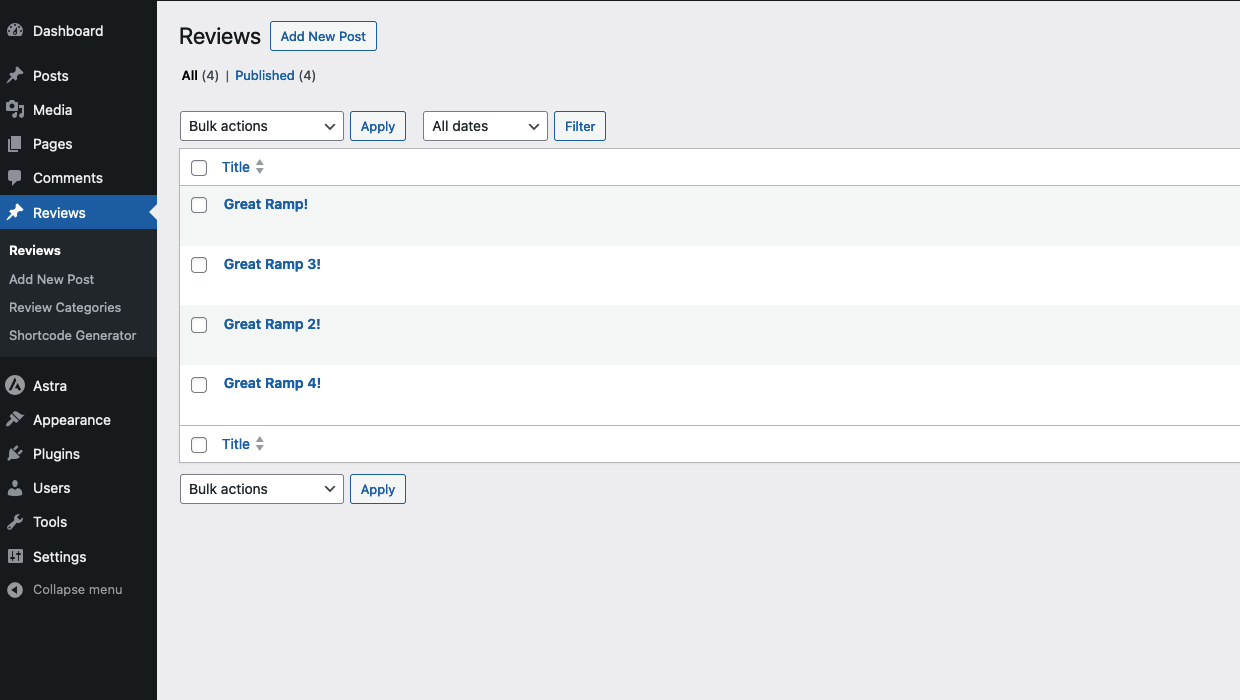 Dashboard
Posts
Media
Pages
Comments
Reviews
Reviews
Add New Post
Review Categories
Shortcode Generator
Astra
Appearance
Plugins
Users
Tools
Settings
Collapse menu
Reviews Add New Post
All (4) | Published (4)
Bulk actions Apply All dates Filter
Title
Great Ramp!
Great Ramp 3!
Great Ramp 2!
Great Ramp 4!
Title
Bulk actions Apply